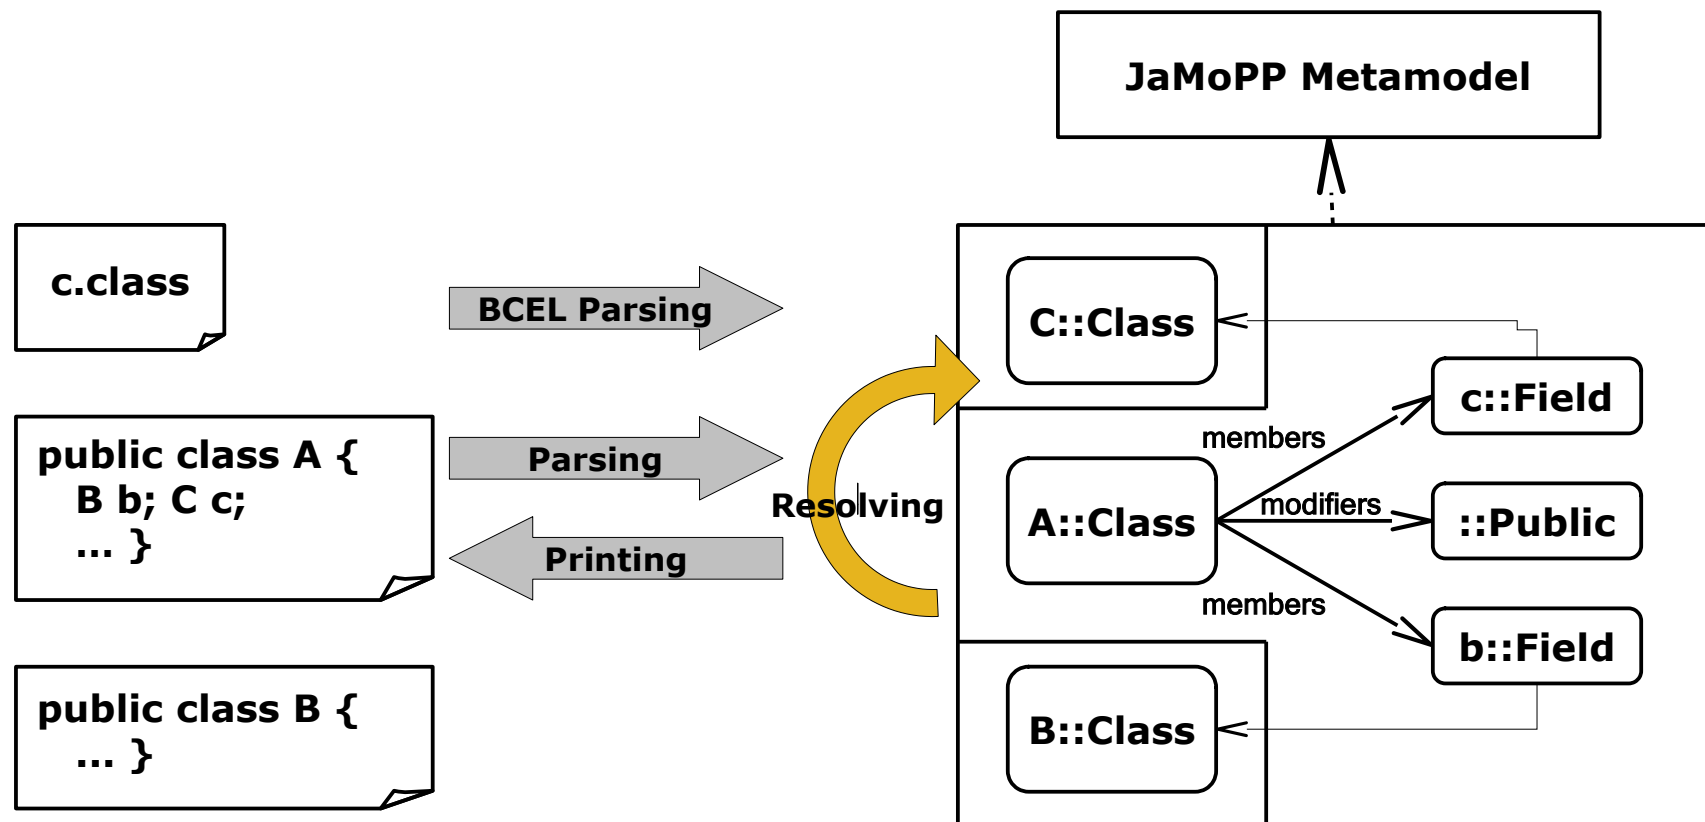 JaMoPP Metamodel
c.class
BCEL Parsing
C::Class
c::Field
public class A {
B b; C c;
... }
Parsing
Printing
Resolving
members
A::Class
modifiers
::Public
members
b::Field
public class B {
... }
B::Class